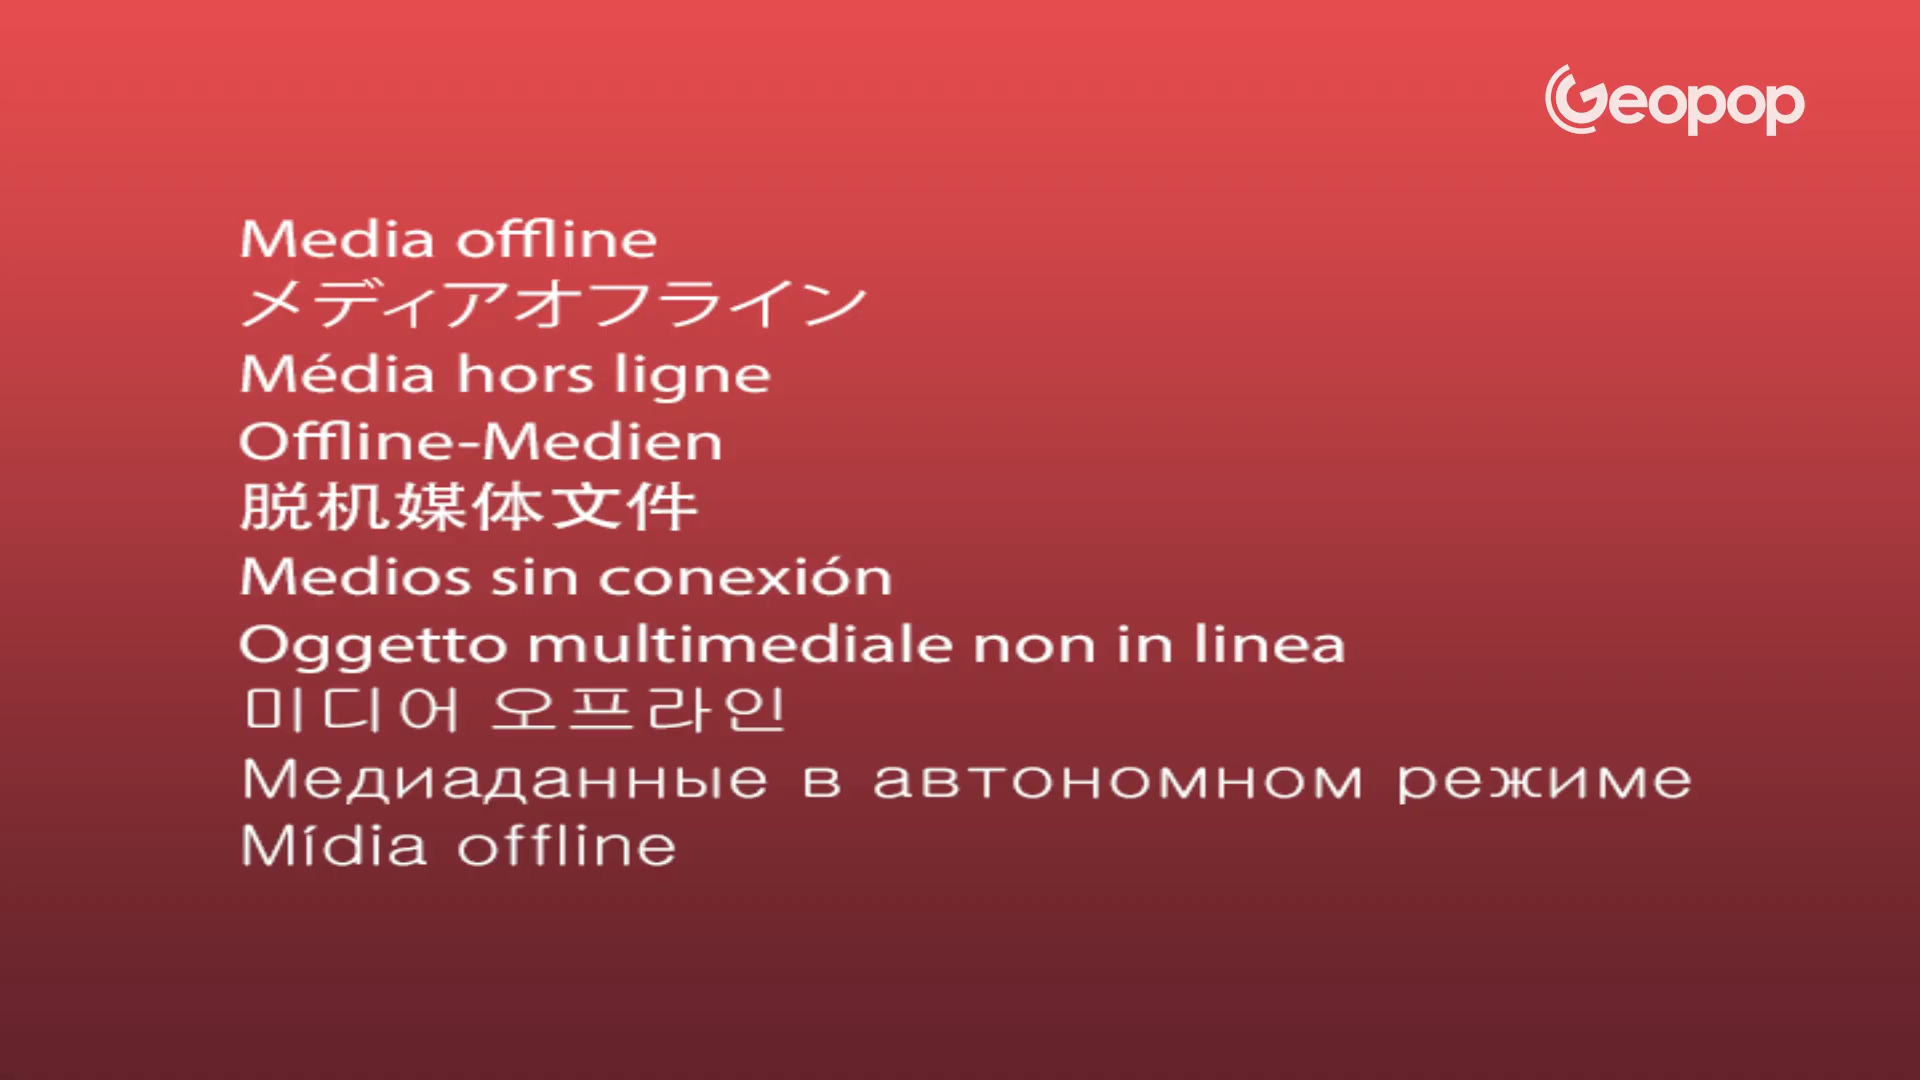 Geopop
Media offline
メディアオフライン
Média hors ligne
Offline-Medien
脱机媒体文件
Medios sin conexión
Oggetto multimediale non in linea
미디어 오프라인
Медиаданные в автономном режиме
Mídia offline